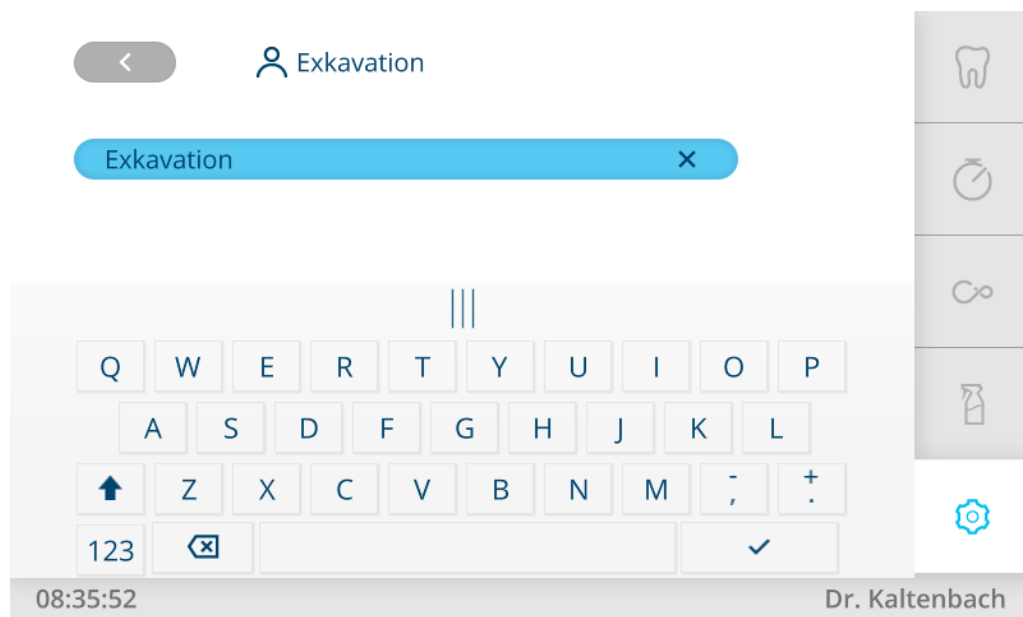 Exkavation
Exkavation
Q W E R T Y U I O P
A S D F G H J K L
Z X C V B N M - , + .
123
08:35:52 Dr. Kaltenbach